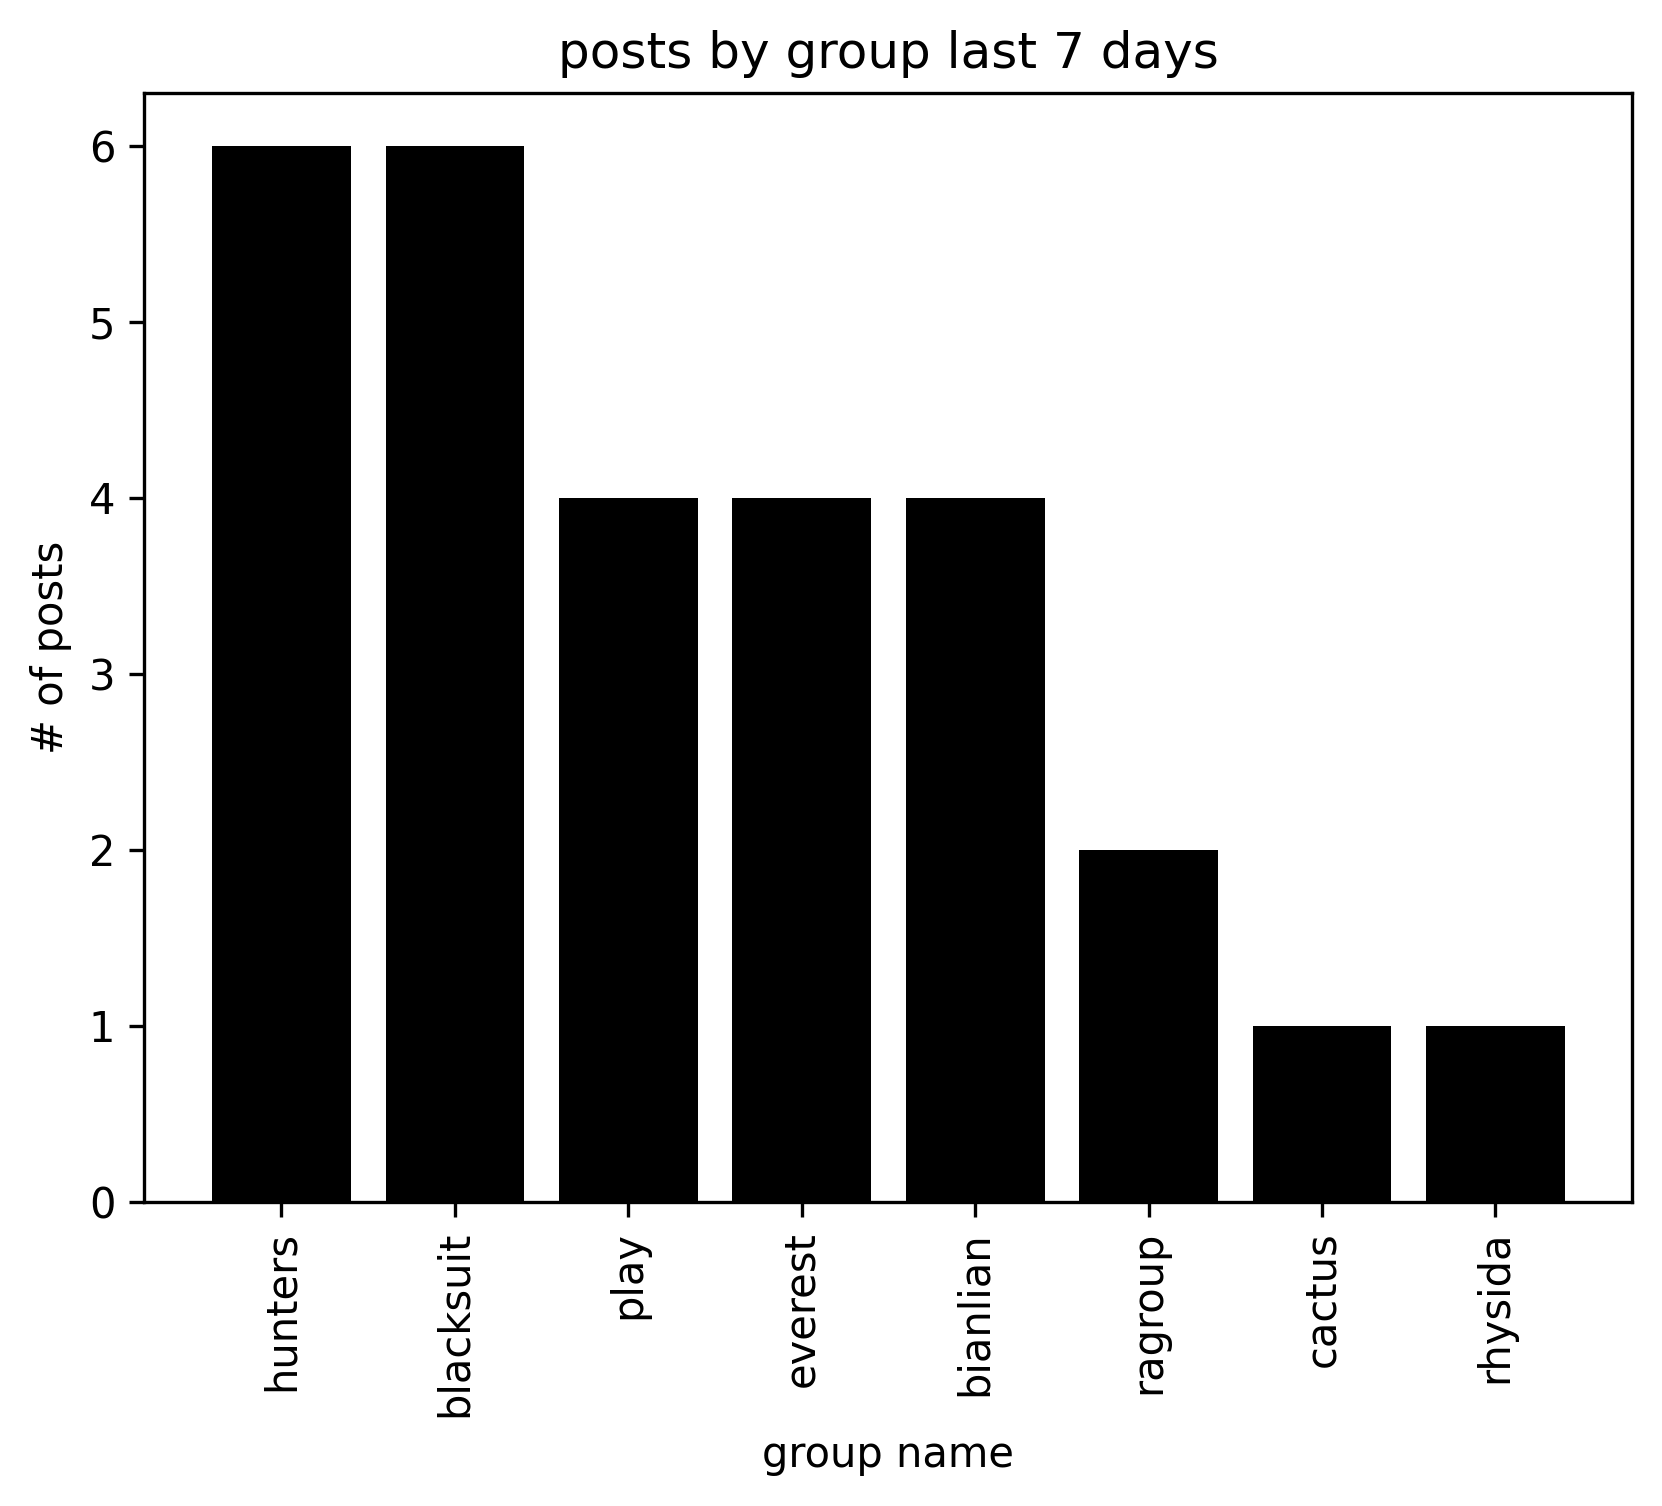 posts by group last 7 days
# of posts
6
5
4
3
2
1
0
hunters
blacksuit
play
everest
bianlian
ragroup
cactus
rhysida
group name